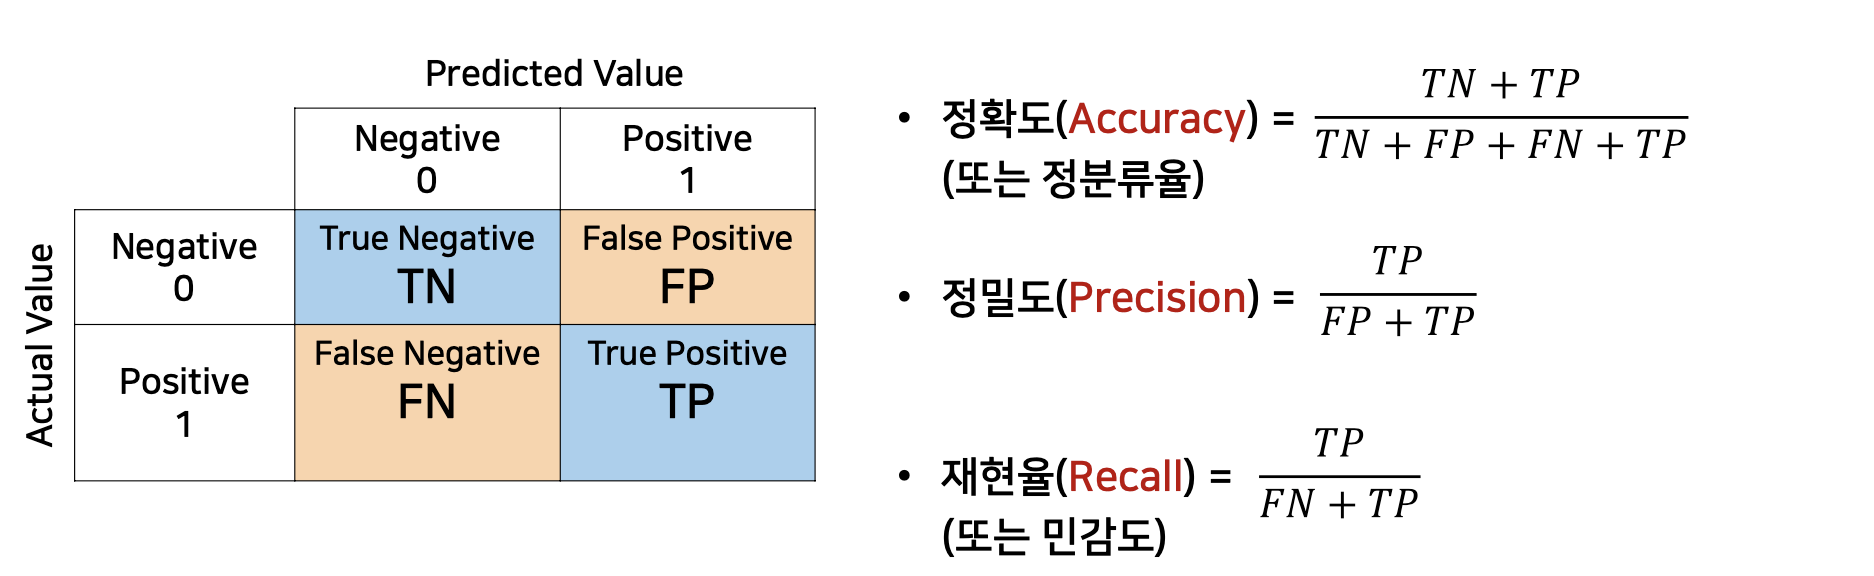 Predicted Value
Negative
0
Positive
1
Actual Value
Negative
0
True Negative
TN
False Positive
FP
Positive
1
False Negative
FN
True Positive
TP
• 정확도(Accuracy) = \frac{TN + TP}{TN + FP + FN + TP}
(또는 정분류율)
• 정밀도(Precision) = \frac{TP}{FP + TP}
• 재현율(Recall) = \frac{TP}{FN + TP}
(또는 민감도)